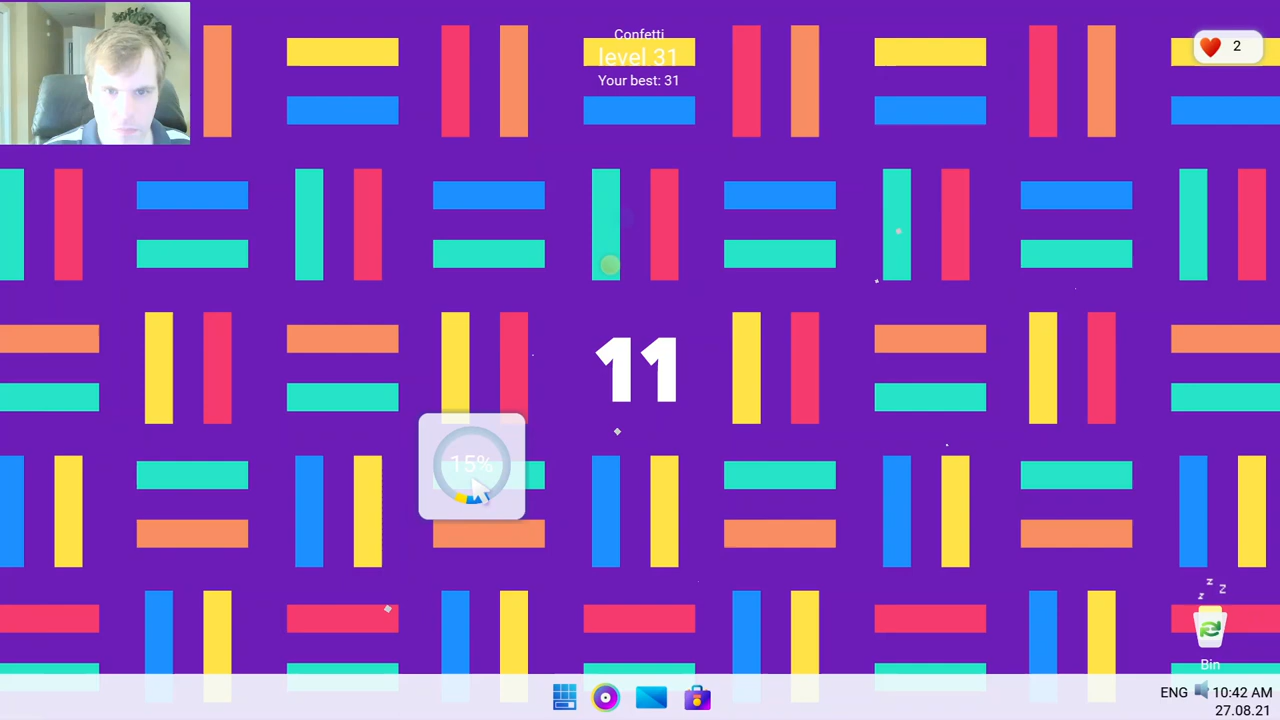 Confetti
level 31
Your best: 31
2
11
15%
z z
z
Bin
ENG 10:42 AM
27.08.21